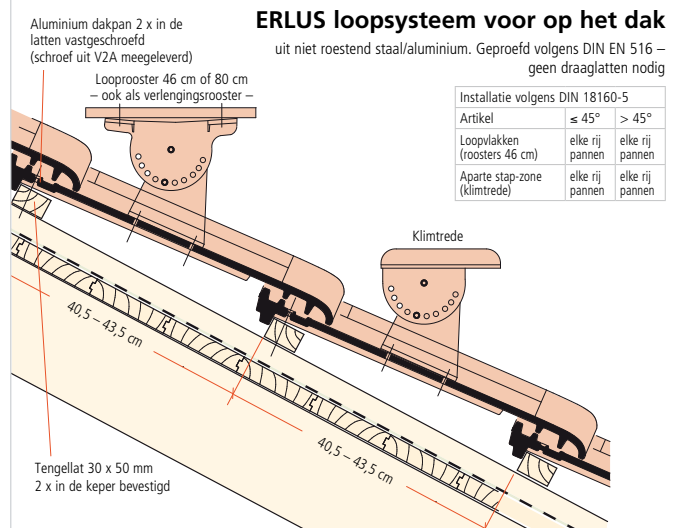 ERLUS loopsysteem voor op het dak
uit niet roestend staal/aluminium. Geproefd volgens DIN EN 516 –
geen draaglatten nodig
Aluminium dakpan 2 x in de
latten vastgeschroefd
(schroef uit V2A meegeleverd)
Looprooster 46 cm of 80 cm
– ook als verlengingsrooster –
Installatie volgens DIN 18160-5
Artikel ≤ 45° > 45°
Loopvlakken elke rij elke rij
(roosters 46 cm) pannen pannen
Aparte stap-zone elke rij elke rij
(klimtrede) pannen pannen
Klimtrede
40,5 – 43,5 cm
40,5 – 43,5 cm
Tengellat 30 x 50 mm
2 x in de keper bevestigd